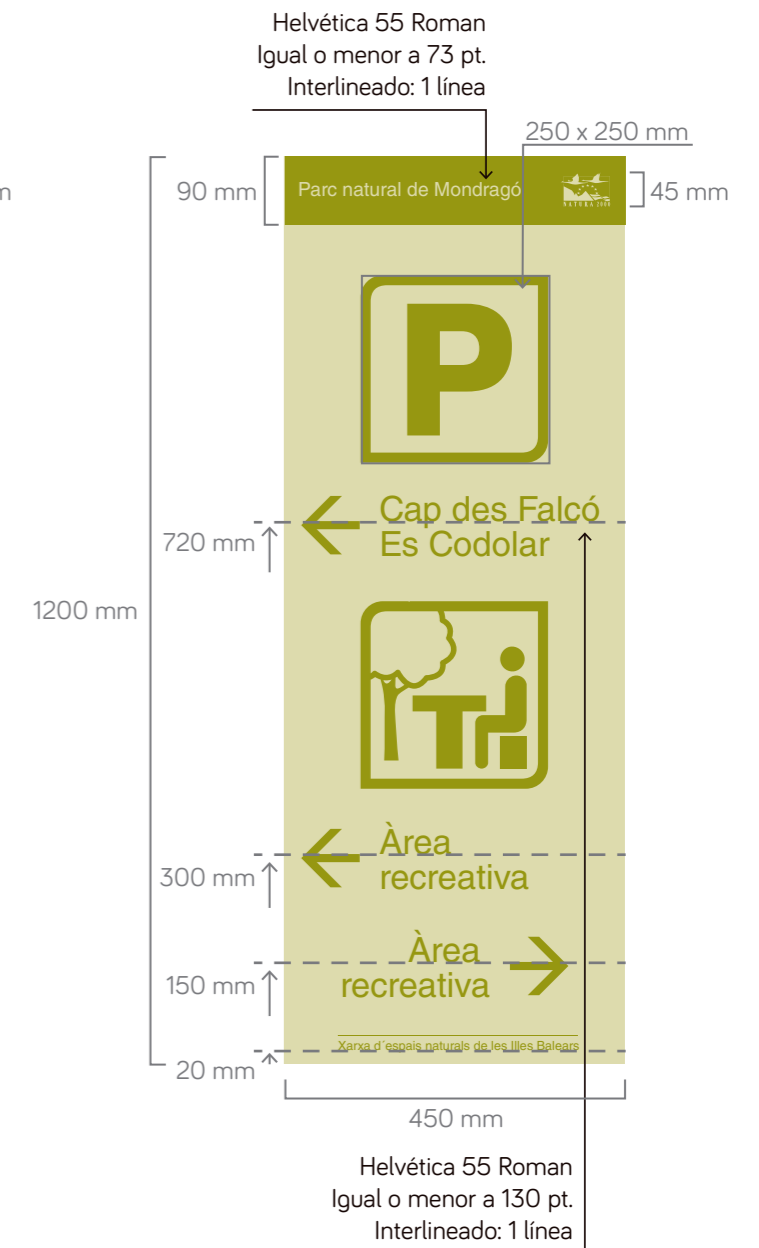 Helvética 55 Roman
Igual o menor a 73 pt.
Interlineado: 1 línea
250 x 250 mm
m
90 mm
Parc natural de Mondragó
NATURA 2000
45 mm
P
Cap des Falcó
Es Codolar
720 mm
1200 mm
Àrea
recreativa
300 mm
Àrea
recreativa
150 mm
Xarxa d´espais naturals de les Illes Balears
20 mm
450 mm
Helvética 55 Roman
Igual o menor a 130 pt.
Interlineado: 1 línea